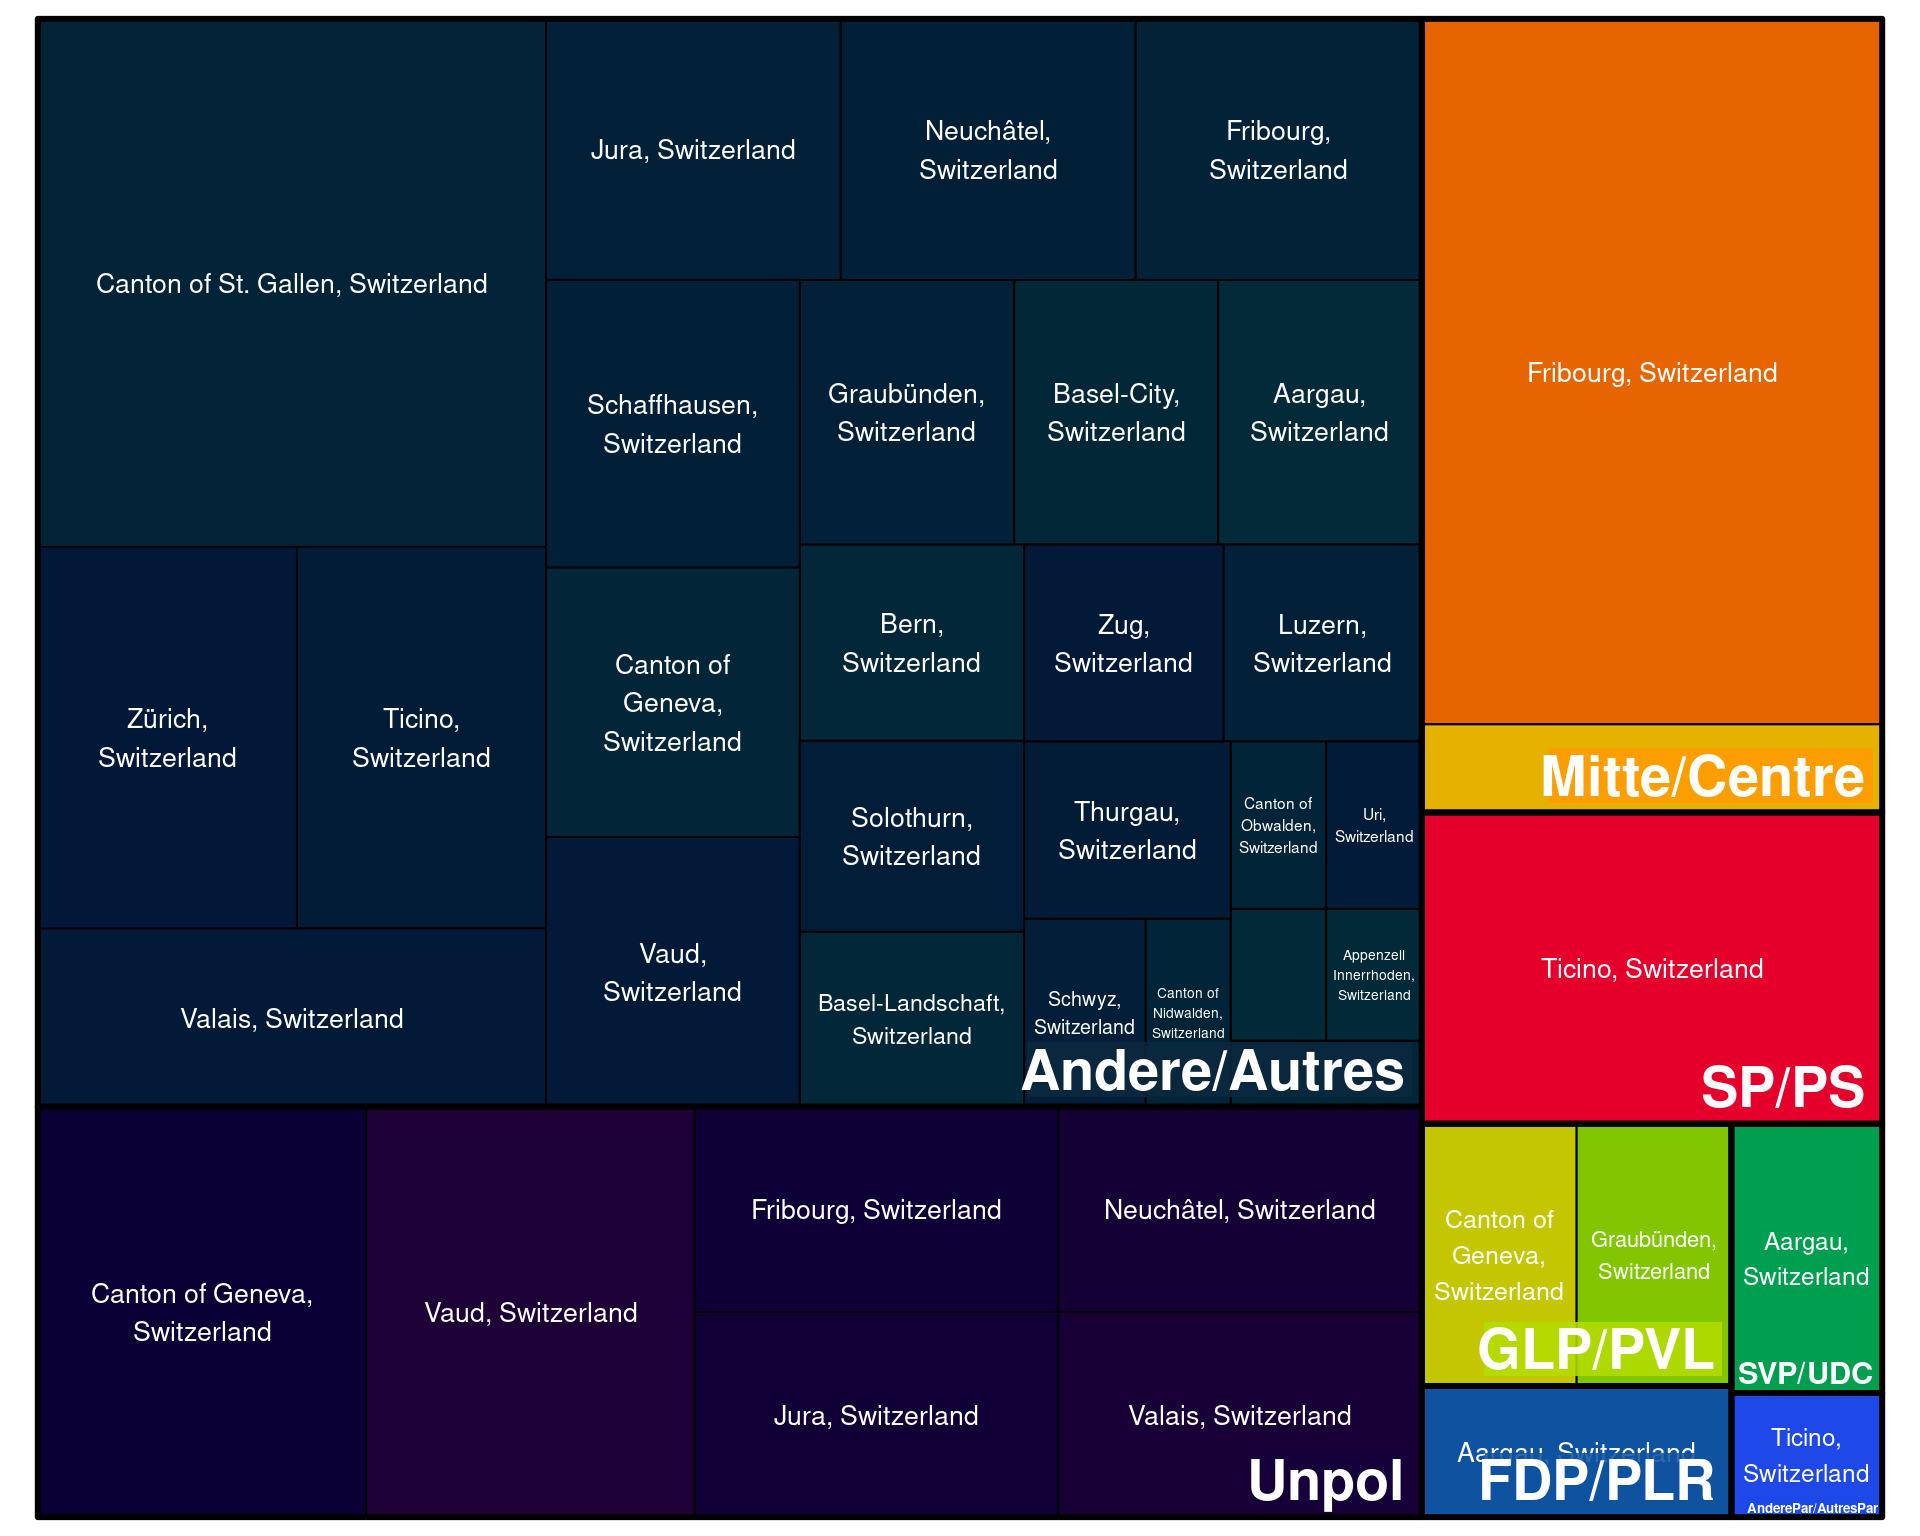 Canton of St. Gallen, Switzerland
Jura, Switzerland
Neuchâtel,
Switzerland
Fribourg,
Switzerland
Schaffhausen,
Switzerland
Graubünden,
Switzerland
Basel-City,
Switzerland
Aargau,
Switzerland
Zürich,
Switzerland
Ticino,
Switzerland
Canton of
Geneva,
Switzerland
Bern,
Switzerland
Zug,
Switzerland
Luzern,
Switzerland
Solothurn,
Switzerland
Thurgau,
Switzerland
Canton of
Obwalden,
Switzerland
Uri,
Switzerland
Valais, Switzerland
Vaud,
Switzerland
Basel-Landschaft,
Switzerland
Schwyz,
Switzerland
Canton of
Nidwalden,
Switzerland
Appenzell
Innerrhoden,
Switzerland
Andere/Autres
Canton of Geneva,
Switzerland
Vaud, Switzerland
Fribourg, Switzerland
Neuchâtel, Switzerland
Jura, Switzerland
Valais, Switzerland
Unpol
Fribourg, Switzerland
Mitte/Centre
Ticino, Switzerland
SP/PS
Canton of
Geneva,
Switzerland
Graubünden,
Switzerland
GLP/PVL
Aargau,
Switzerland
SVP/UDC
Aargau, Switzerland
FDP/PLR
Ticino,
Switzerland
AnderePar/AutresPar